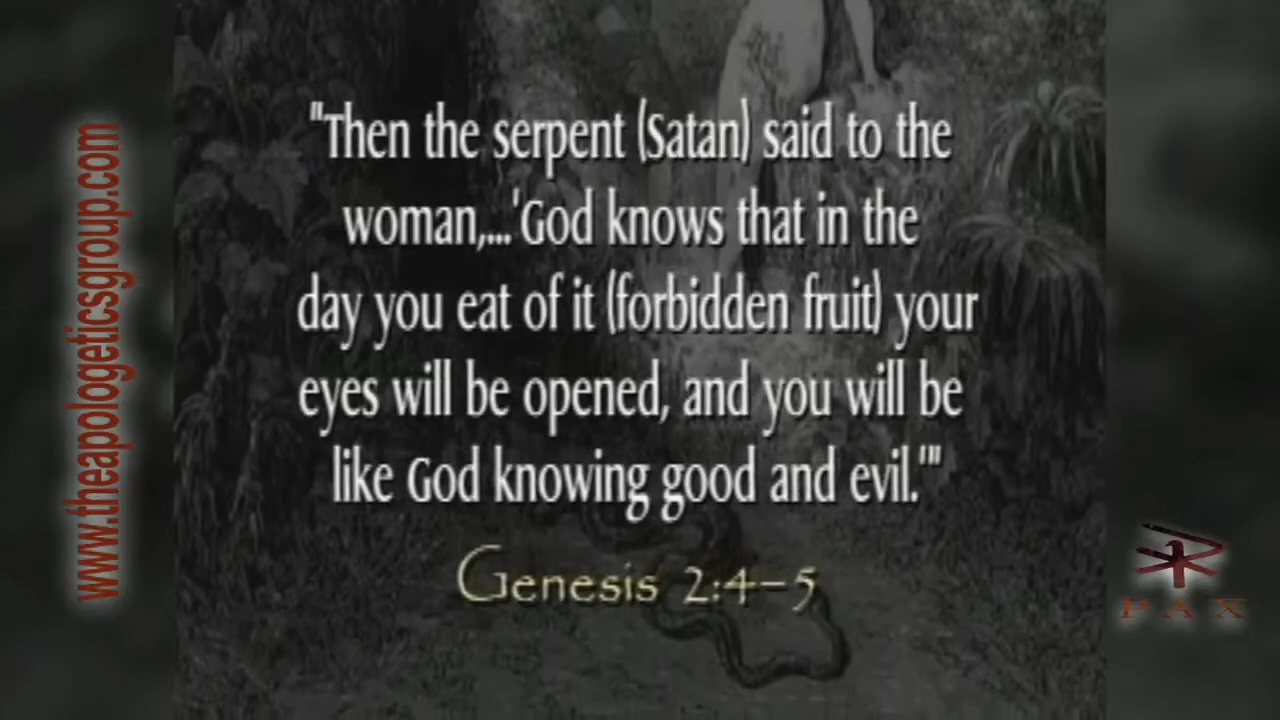 "Then the serpent (Satan) said to the
woman,...'God knows that in the
day you eat of it (forbidden fruit) your
eyes will be opened, and you will be
like God knowing good and evil.'"
Genesis 2:4–5
www.theapologeticsgroup.com
PAX